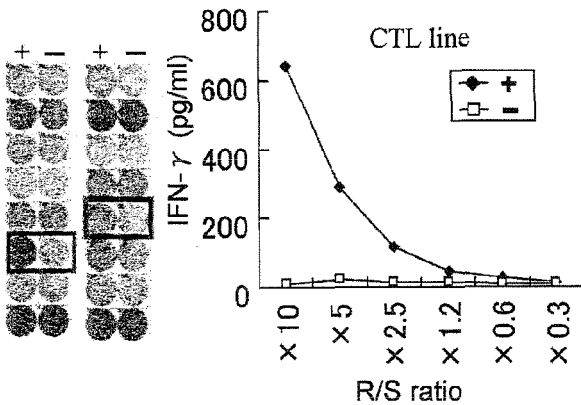 + − + −
CTL line
+
−
IFN-γ (pg/ml)
800
600
400
200
0
×10 ×5 ×2.5 ×1.2 ×0.6 ×0.3
R/S ratio